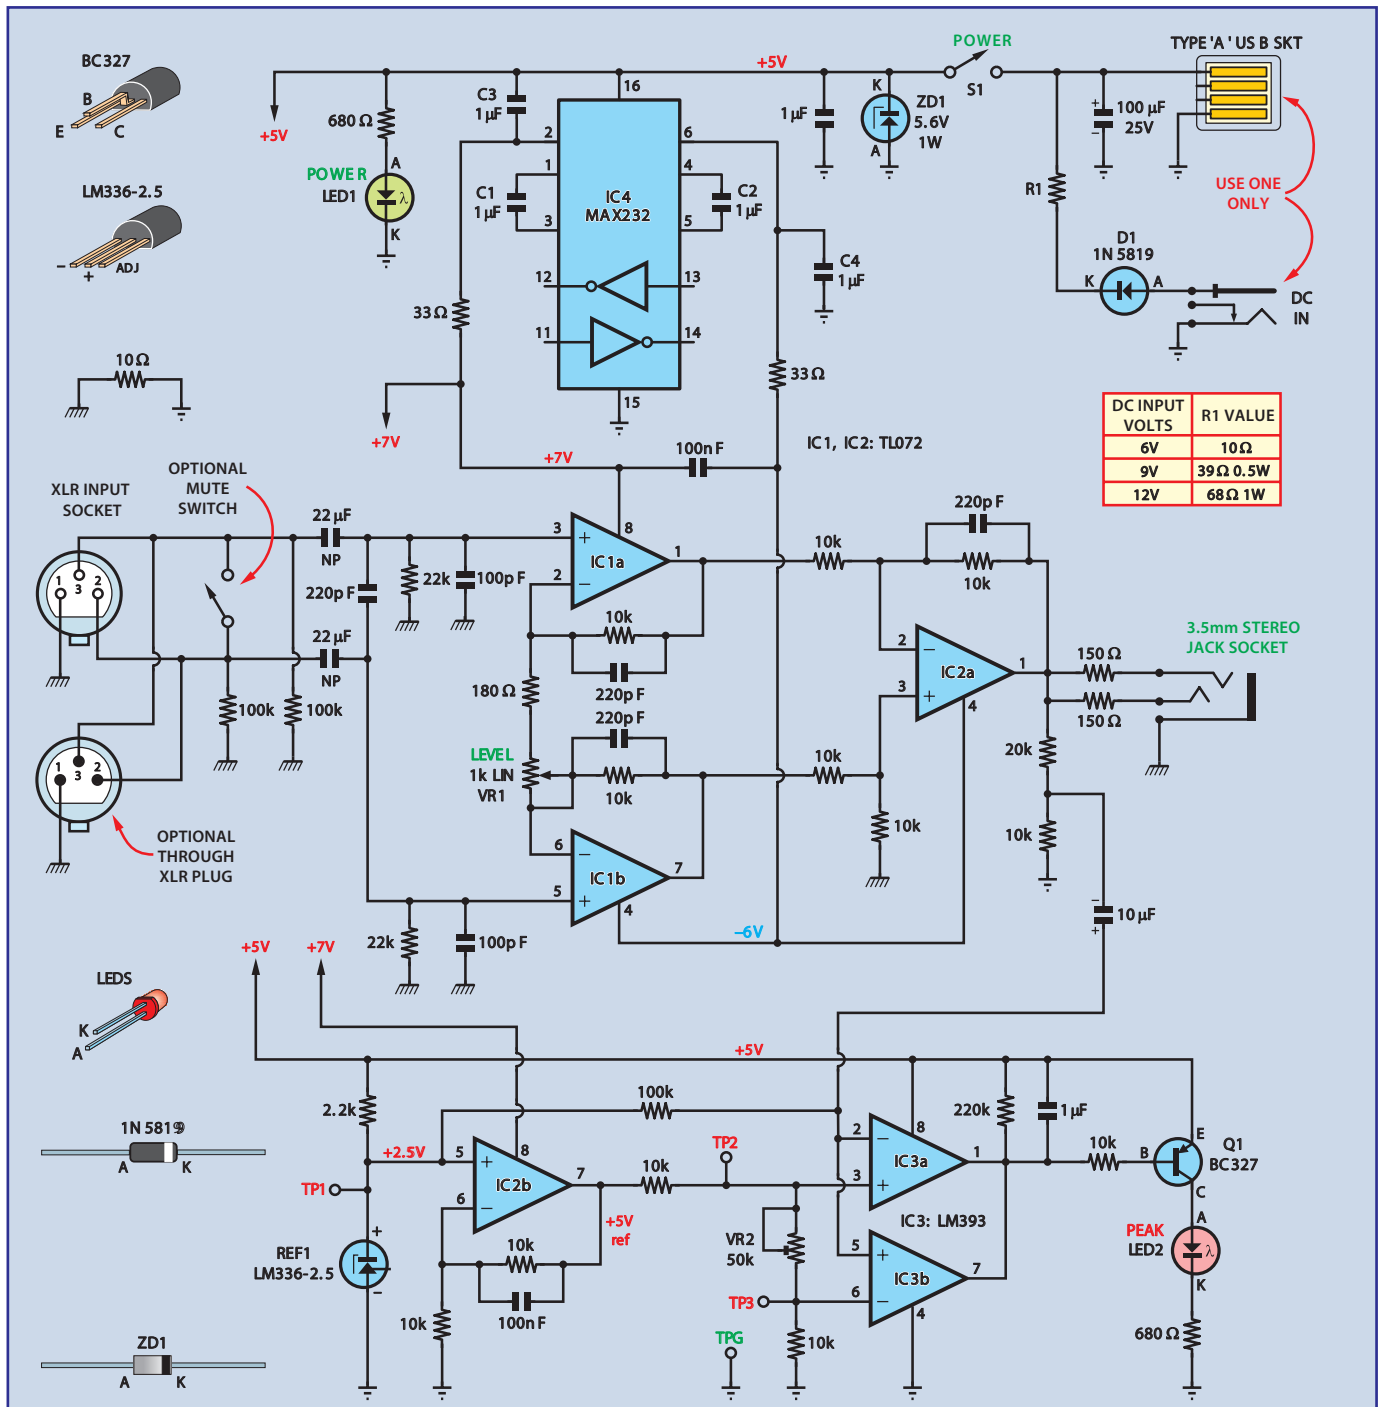 BC327
B
E
C
LM336-2.5
–
+
ADJ
10Ω
+5V
680Ω
POWER
LED1
A
λ
K
C3
1µF
+5V
16
2
6
1
4
C1
1µF
C2
1µF
3
5
IC4
MAX232
12
13
11
14
15
33Ω
+7V
33Ω
C4
1µF
1µF
K
ZD1
5.6V
1W
A
POWER
S1
R1
100µF
25V
+
–
TYPE 'A' USB SKT
USE ONE
ONLY
D1
1N5819
K
A
DC
IN
DC INPUT
VOLTS
R1 VALUE
6V
10Ω
9V
39Ω 0.5W
12V
68Ω 1W
+7V
100nF
IC1, IC2: TL072
XLR INPUT
SOCKET
OPTIONAL
MUTE
SWITCH
1
2
3
22µF
NP
220pF
22µF
NP
22k
100pF
100k
100k
1
2
3
OPTIONAL
THROUGH
XLR PLUG
3
+
2
–
8
IC1a
1
10k
220pF
180Ω
220pF
LEVEL
1k LIN
VR1
10k
6
–
5
+
IC1b
7
4
22k
100pF
–6V
10k
220pF
10k
2
–
3
+
IC2a
1
4
10k
10k
150Ω
150Ω
3.5mm STEREO
JACK SOCKET
20k
10k
–
10µF
+
+5V
+7V
LEDS
K
A
1N5819
A
K
ZD1
A
K
+5V
2.2k
+2.5V
TP1
REF1
LM336-2.5
+
–
5
+
6
–
8
IC2b
7
+5V
ref
10k
100nF
10k
100k
10k
TP2
VR2
50k
TP3
TPG
10k
2
–
3
+
8
IC3a
1
IC3: LM393
5
+
6
–
IC3b
7
4
220k
1µF
10k
B
E
C
Q1
BC327
PEAK
LED2
A
λ
K
680Ω